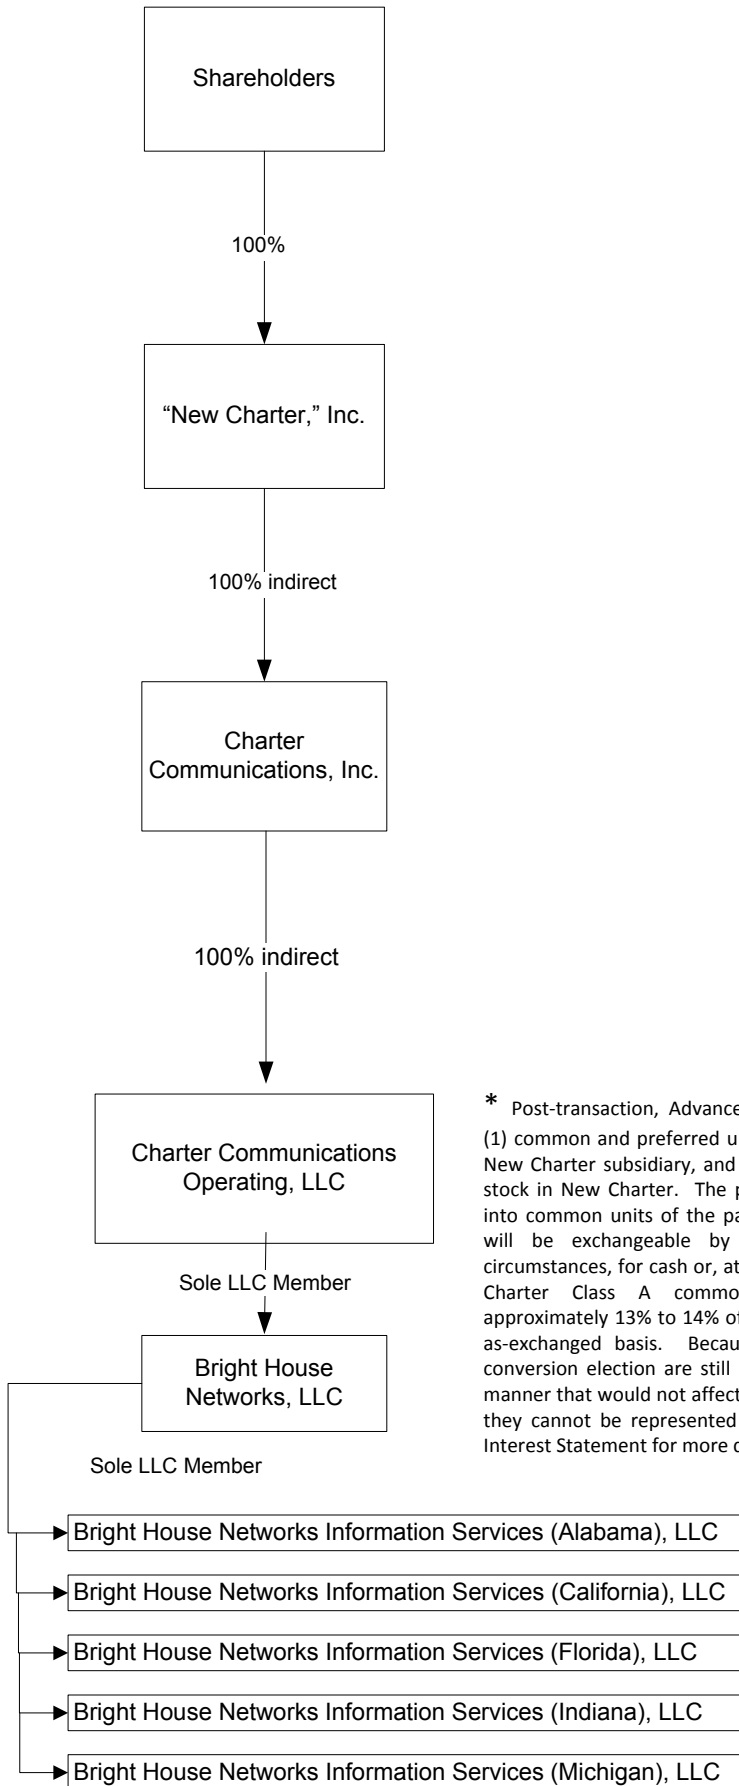 Shareholders
100%
“New Charter,” Inc.
100% indirect
Charter
Communications, Inc.
100% indirect
Charter Communications
Operating, LLC
Sole LLC Member
Bright House
Networks, LLC
Sole LLC Member
* Post-transaction, Advance
(1) common and preferred
New Charter subsidiary, and
stock in New Charter. The
into common units of the
will be exchangeable by
circumstances, for cash or, at
Charter Class A
approximately 13% to 14% of
as-exchanged basis.
conversion election are still
manner that would not affect
they cannot be represented
Interest Statement for more
Bright House Networks Information Services (Alabama), LLC
Bright House Networks Information Services (California), LLC
Bright House Networks Information Services (Florida), LLC
Bright House Networks Information Services (Indiana), LLC
Bright House Networks Information Services (Michigan), LLC